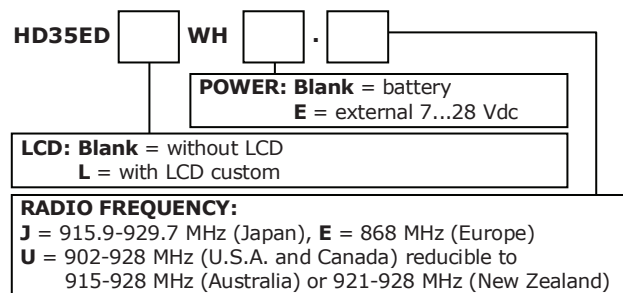 HD35ED WH .
POWER: Blank = battery
E = external 7...28 Vdc
LCD: Blank = without LCD
L = with LCD custom
RADIO FREQUENCY:
J = 915.9-929.7 MHz (Japan), E = 868 MHz (Europe)
U = 902-928 MHz (U.S.A. and Canada) reducible to
915-928 MHz (Australia) or 921-928 MHz (New Zealand)